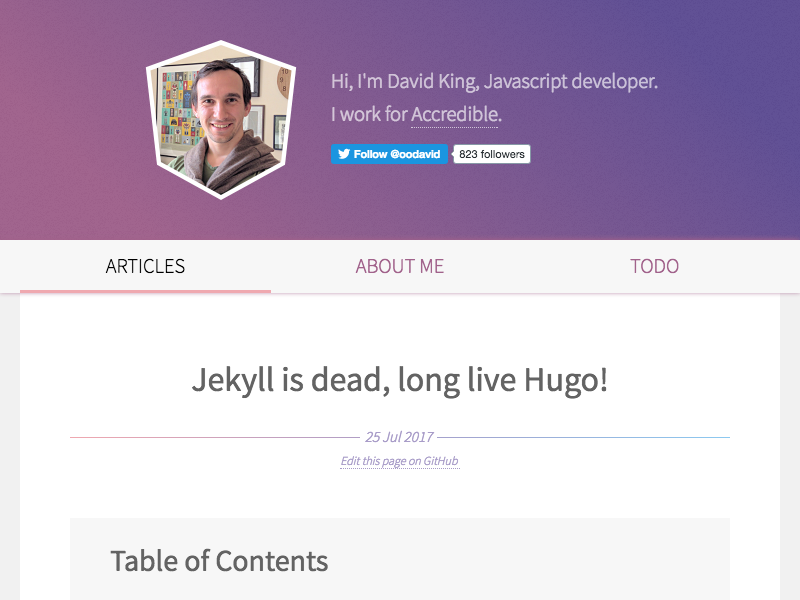 Hi, I'm David King, Javascript developer.
I work for Accredible.
Follow @oodavid
823 followers
ARTICLES
ABOUT ME
TODO
Jekyll is dead, long live Hugo!
25 Jul 2017
Edit this page on GitHub
Table of Contents